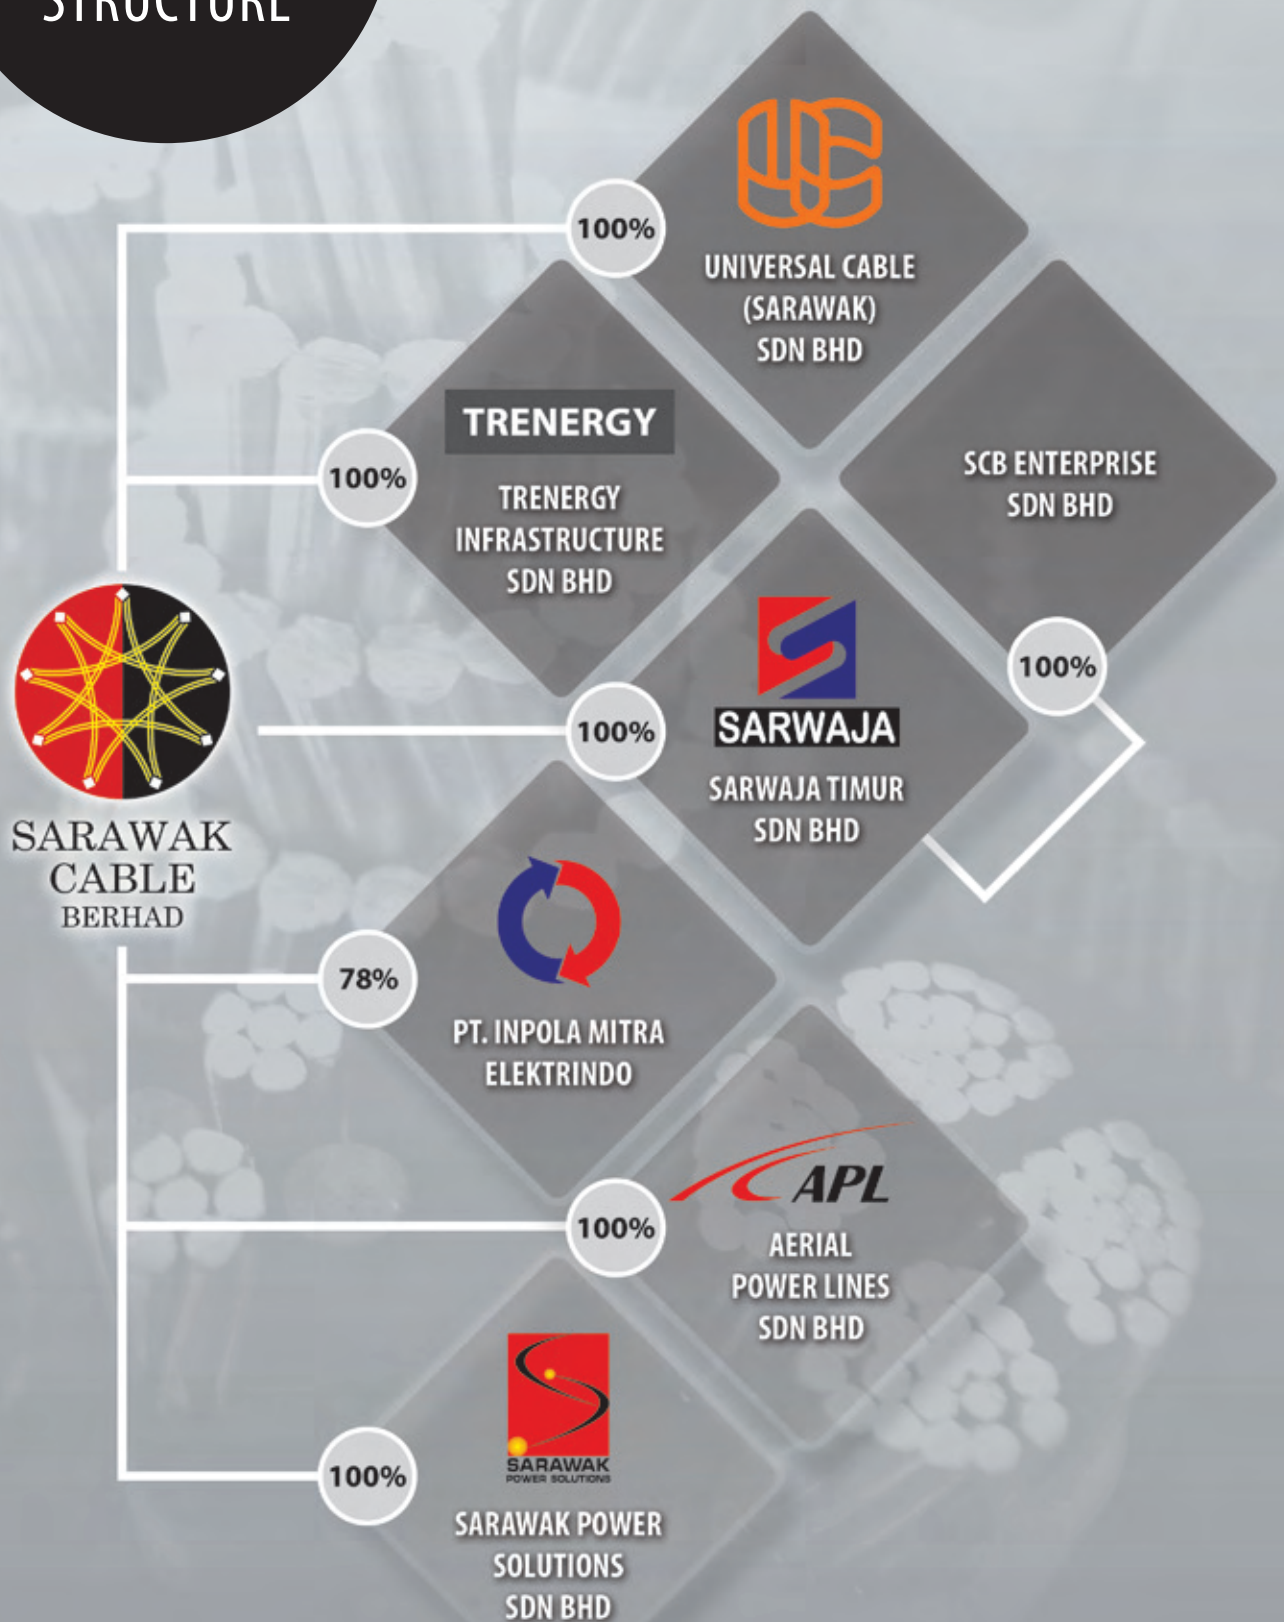 STRUCTURE
100%
UNIVERSAL CABLE
(SARAWAK)
SDN BHD
100%
TRENERGY
TRENERGY
INFRASTRUCTURE
SDN BHD
SCB ENTERPRISE
SDN BHD
100%
SARAWAK
CABLE
BERHAD
100%
SARWAJA
SARWAJA TIMUR
SDN BHD
78%
PT. INPOLA MITRA
ELEKTRINDO
100%
APL
AERIAL
POWER LINES
SDN BHD
100%
SARAWAK
POWER SOLUTIONS
SARAWAK POWER
SOLUTIONS
SDN BHD